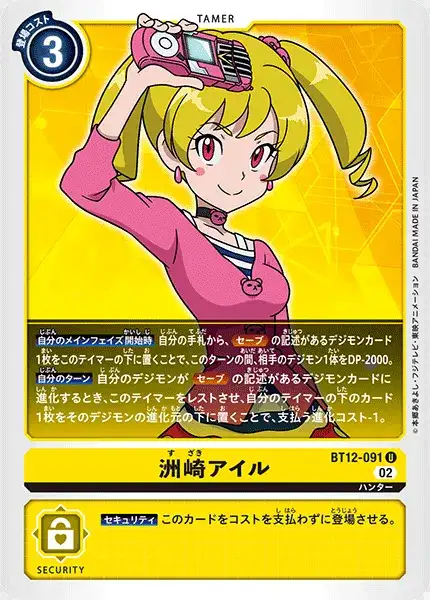 TAMER
登場コスト
3
自分のメインフェイズ開始時 自分の手札から、セーブ の記述があるデジモンカード
1枚をこのテイマーの下に置くことで、このターンの間、相手のデジモン1体をDP-2000。
自分のターン 自分のデジモンが セーブ の記述があるデジモンカードに
進化するとき、このテイマーをレストさせ、自分のテイマーの下のカード
1枚をそのデジモンの進化元の下に置くことで、支払う進化コスト-1。
©本郷あきよし・フジテレビ・東映アニメーション BANDAI MADE IN JAPAN
洲崎アイル
すざき
BT12-091 U
02
ハンター
セキュリティ このカードをコストを支払わずに登場させる。
SECURITY